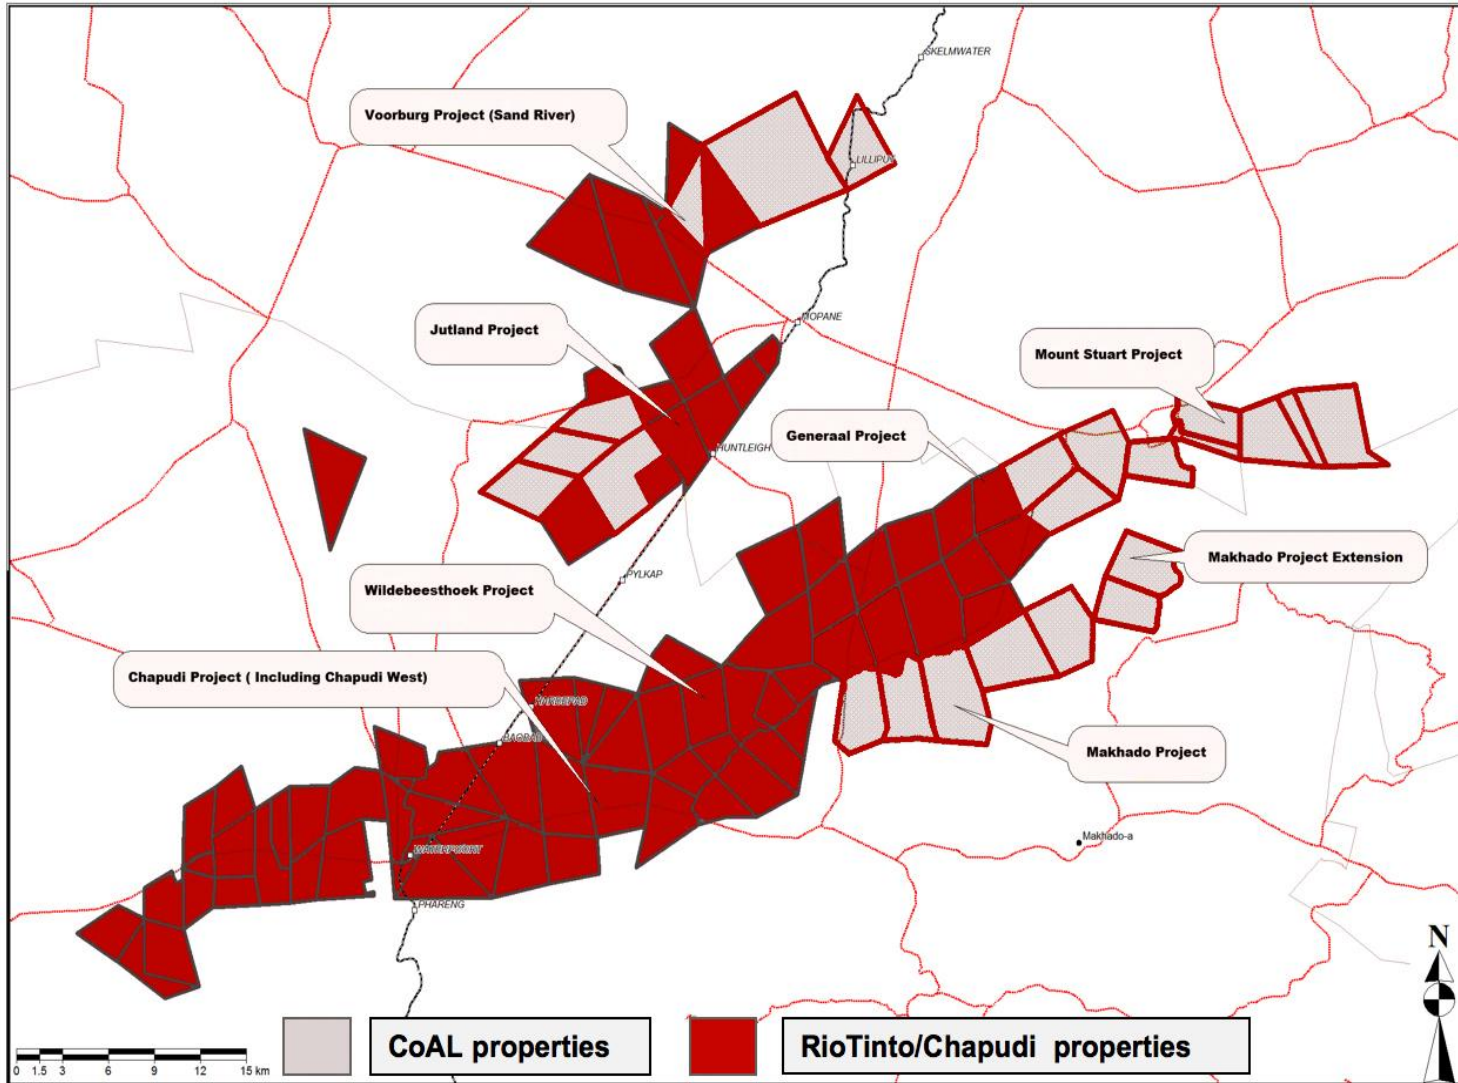 SKELMWATER
Voorburg Project (Sand River)
LILLIPUT
MOPANE
Jutland Project
Mount Stuart Project
Generaal Project
HUNTLEIGH
Makhado Project Extension
PYLKAP
Wildebeesthoek Project
Chapudi Project ( Including Chapudi West)
BAGDAD
Makhado Project
Makhado-a
WATERPOORT
PHARENG
N
CoAL properties
RioTinto/Chapudi properties
0 1.5 3 6 9 12 15 km